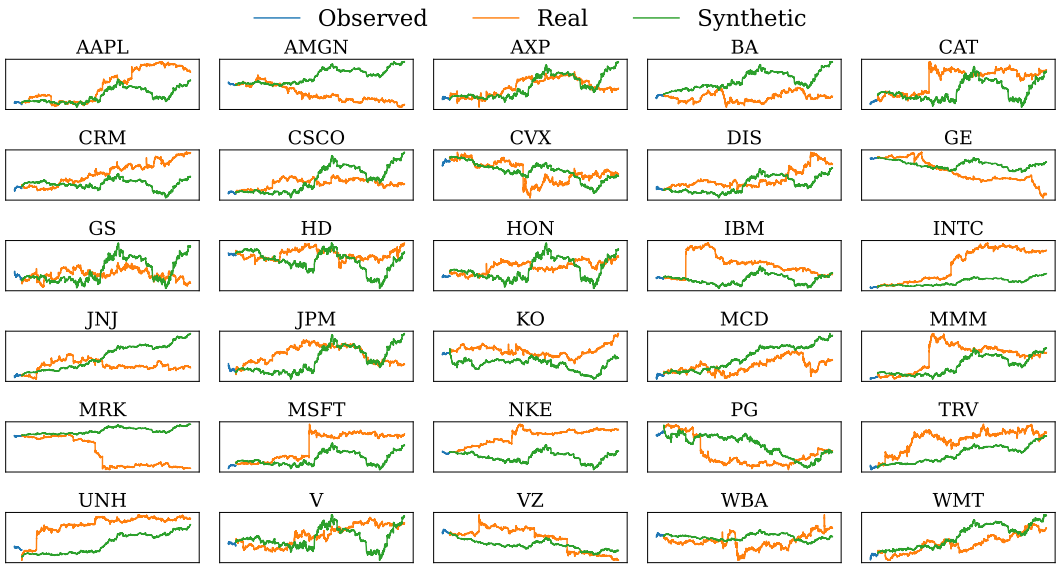 Observed Real Synthetic
AAPL AMGN AXP BA CAT
CRM CSCO CVX DIS GE
GS HD HON IBM INTC
JNJ JPM KO MCD MMM
MRK MSFT NKE PG TRV
UNH V VZ WBA WMT